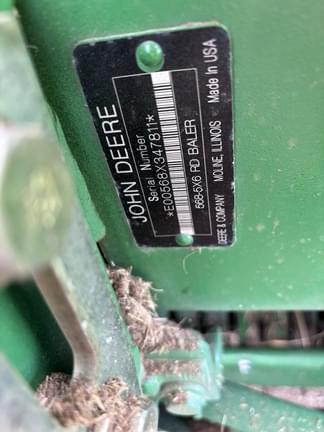 JOHN DEERE
Serial Number
*E00568X347811*
568-5X6 RD BALER
DEERE & COMPANY MOLINE, ILLINOIS Made In USA